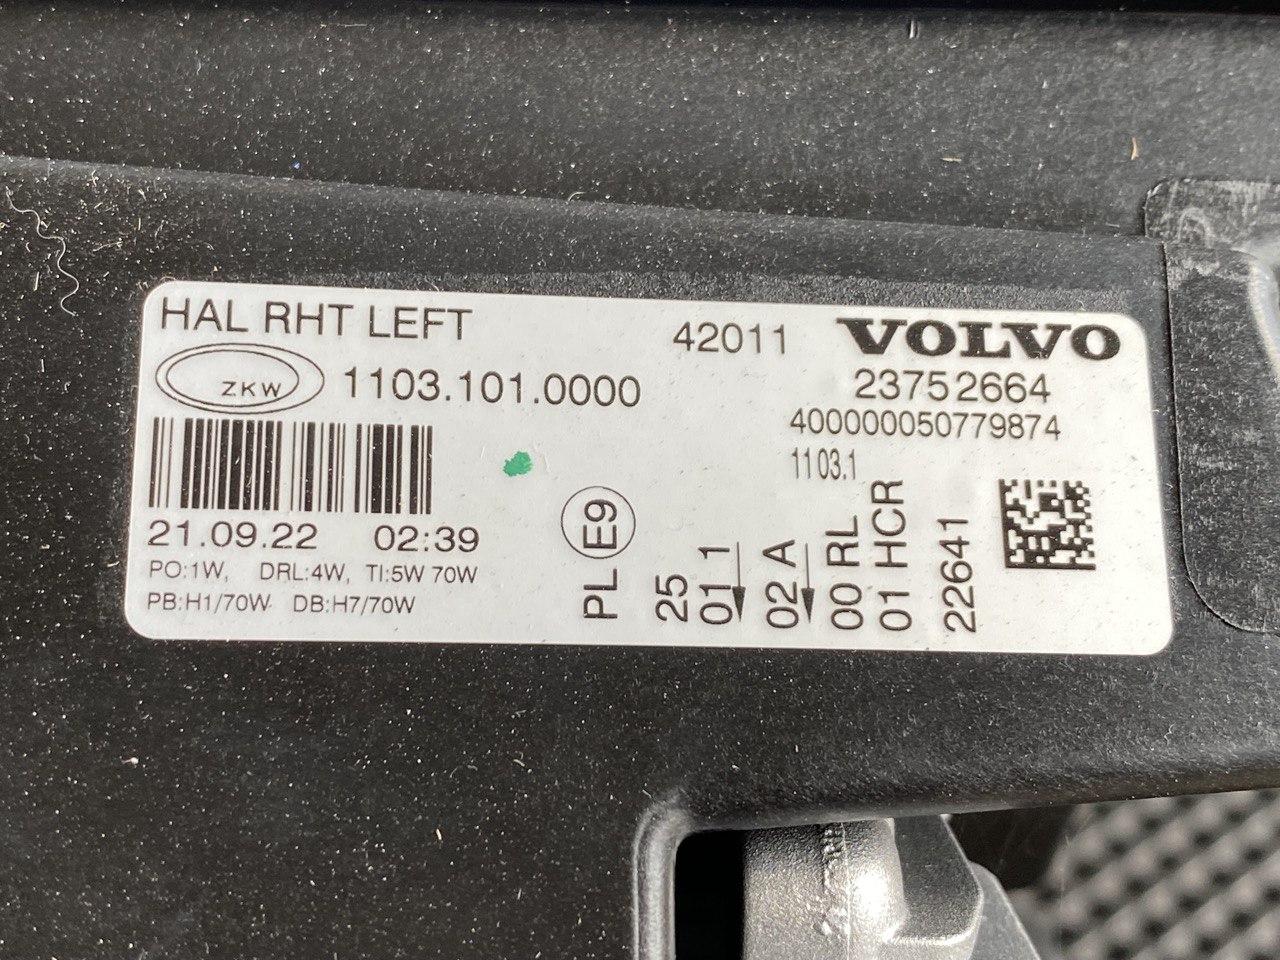 HAL RHT LEFT
42011
VOLVO
ZKW
1103.101.0000
23752664
400000050779874
1103.1
21.09.22 02:39
PO:1W, DRL:4W, TI:5W 70W
PB:H1/70W DB:H7/70W
PL E9
25
01 1
02 A
00 RL
01 HCR
22641